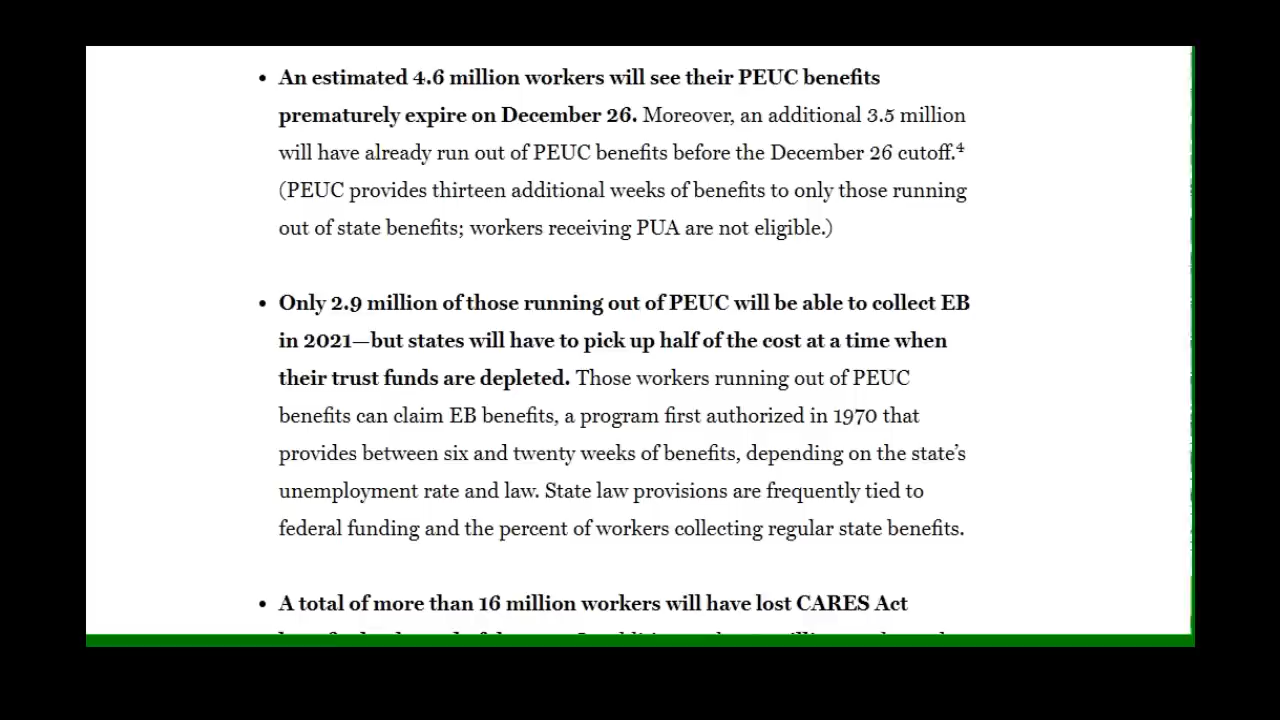 • An estimated 4.6 million workers will see their PEUC benefits
prematurely expire on December 26. Moreover, an additional 3.5 million
will have already run out of PEUC benefits before the December 26 cutoff.⁴
(PEUC provides thirteen additional weeks of benefits to only those running
out of state benefits; workers receiving PUA are not eligible.)
• Only 2.9 million of those running out of PEUC will be able to collect EB
in 2021—but states will have to pick up half of the cost at a time when
their trust funds are depleted. Those workers running out of PEUC
benefits can claim EB benefits, a program first authorized in 1970 that
provides between six and twenty weeks of benefits, depending on the state’s
unemployment rate and law. State law provisions are frequently tied to
federal funding and the percent of workers collecting regular state benefits.
• A total of more than 16 million workers will have lost CARES Act